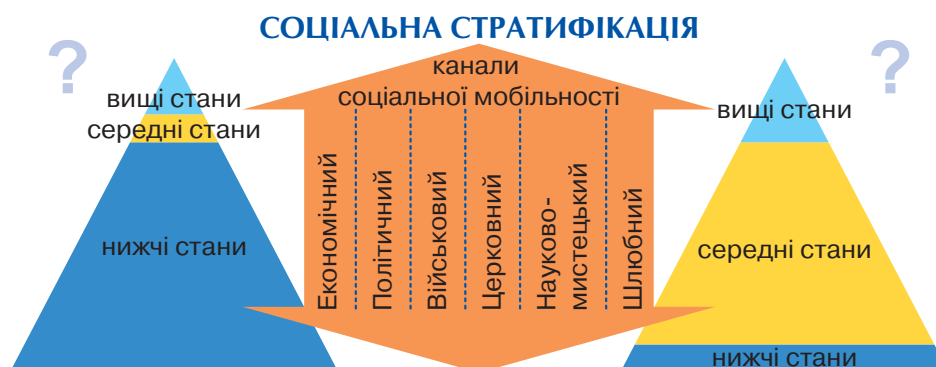 СОЦІАЛЬНА СТРАТИФІКАЦІЯ
?
?
канали
соціальної мобільності
вищі стани
середні стани
нижчі стани
Економічний
Політичний
Військовий
Церковний
Науково-
мистецький
Шлюбний
вищі стани
середні стани
нижчі стани